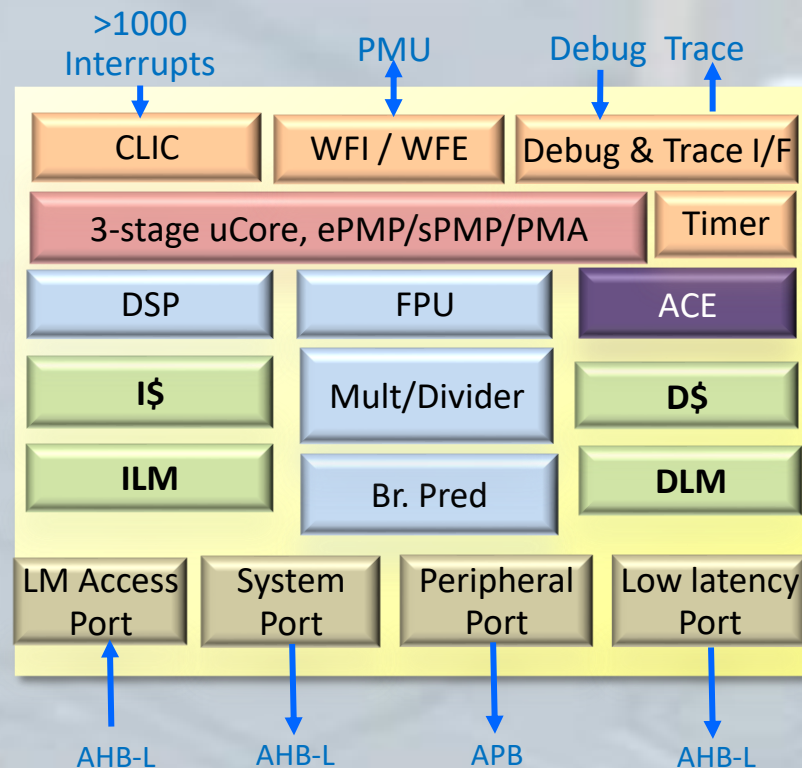 >1000
Interrupts
PMU
Debug Trace
CLIC
WFI / WFE
Debug & Trace I/F
3-stage uCore, ePMP/sPMP/PMA
Timer
DSP
FPU
ACE
I$
Mult/Divider
D$
ILM
Br. Pred
DLM
LM Access
Port
System
Port
Peripheral
Port
Low latency
Port
AHB-L
AHB-L
APB
AHB-L